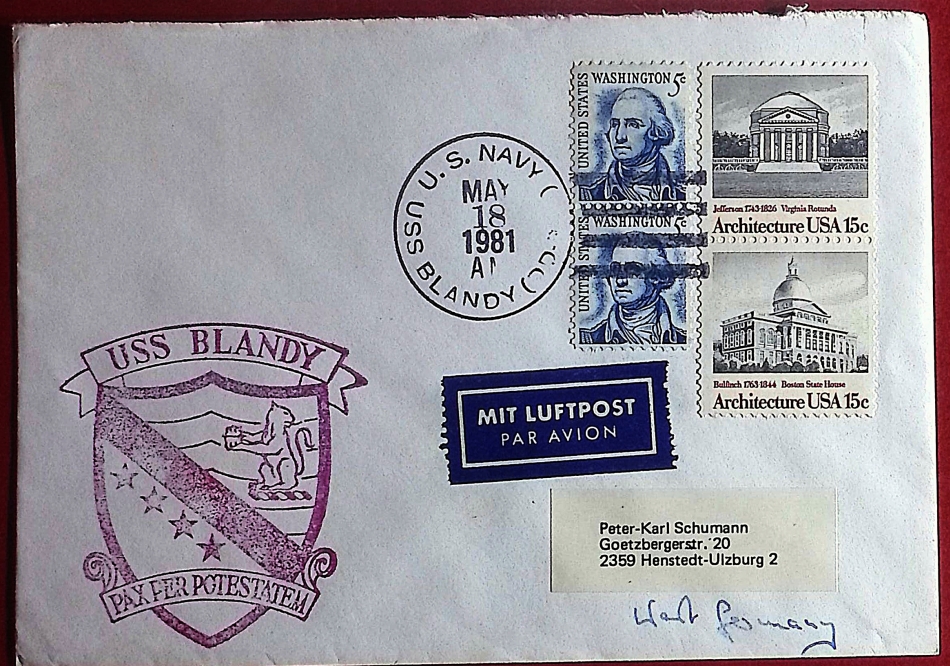 UNITED STATES
WASHINGTON 5c
UNITED STATES
WASHINGTON 5c
Jefferson 1743-1826 Virginia Rotunda
Architecture USA 15c
Bulfinch 1763-1844 Boston State House
Architecture USA 15c
U.S. NAVY
MAY
18
1981
USS BLANDY
USS BLANDY
PAX PER POTESTATEM
MIT LUFTPOST
PAR AVION
Peter-Karl Schumann
Goetzbergerstr. 20
2359 Henstedt-Ulzburg 2
West Germany